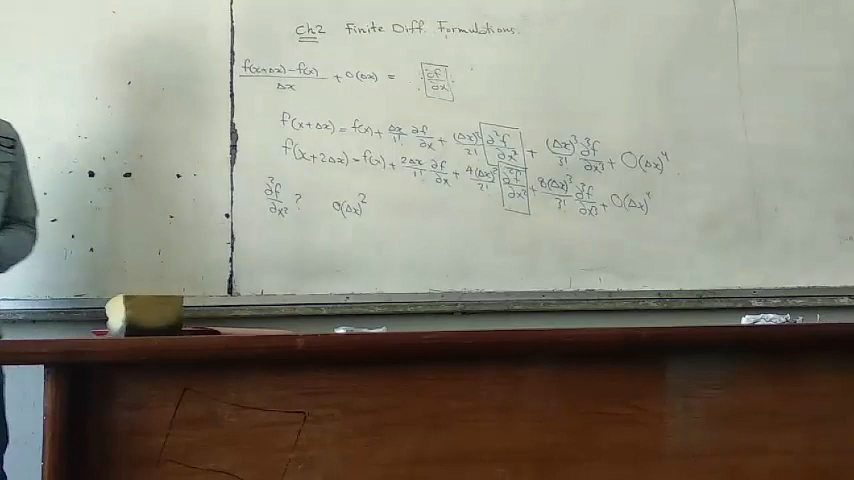 Ch2 Finite Diff. Formulations.
f(x+Δx)-f(x)/Δx + O(Δx) = ∂f/∂x
f(x+Δx) = f(x) + Δx/1! ∂f/∂x + (Δx)²/2! ∂²f/∂x² + (Δx)³/3! ∂³f/∂x³ + O(Δx)⁴
f(x+2Δx) = f(x) + 2Δx/1! ∂f/∂x + 4(Δx)²/2! ∂²f/∂x² + 8(Δx)³/3! ∂³f/∂x³ + O(Δx)⁴
∂²f/∂x² ? O(Δx)²